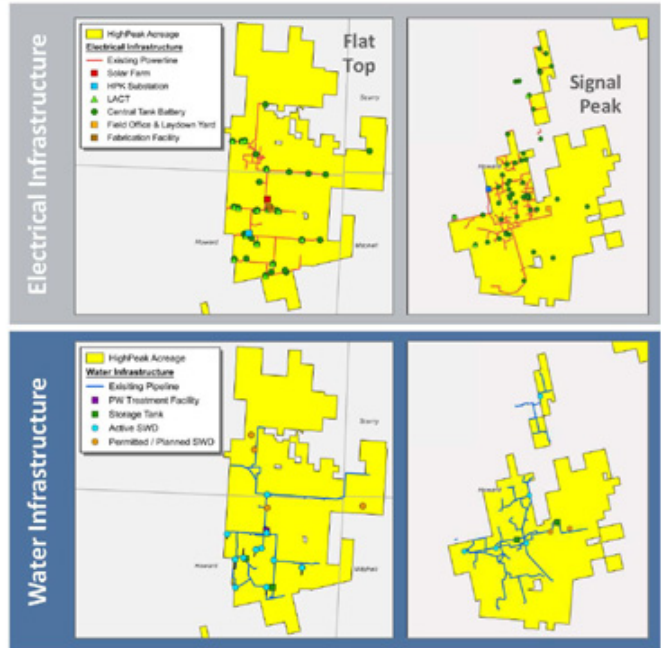 Electrical Infrastructure
HighPeak Acreage
Electrical Infrastructure
Existing Powerline
Solar Farm
HPK Substation
LACT
Central Tank Battery
Field Office & Laydown Yard
Fabrication Facility
Flat
Top
Scurry
Howard
Mitchell
Signal
Peak
Howard
Water Infrastructure
HighPeak Acreage
Water Infrastructure
Exisiting Pipeline
PW Treatment Facility
Storage Tank
Active SWD
Permitted / Planned SWD
Scurry
Howard
Mitchell
Howard